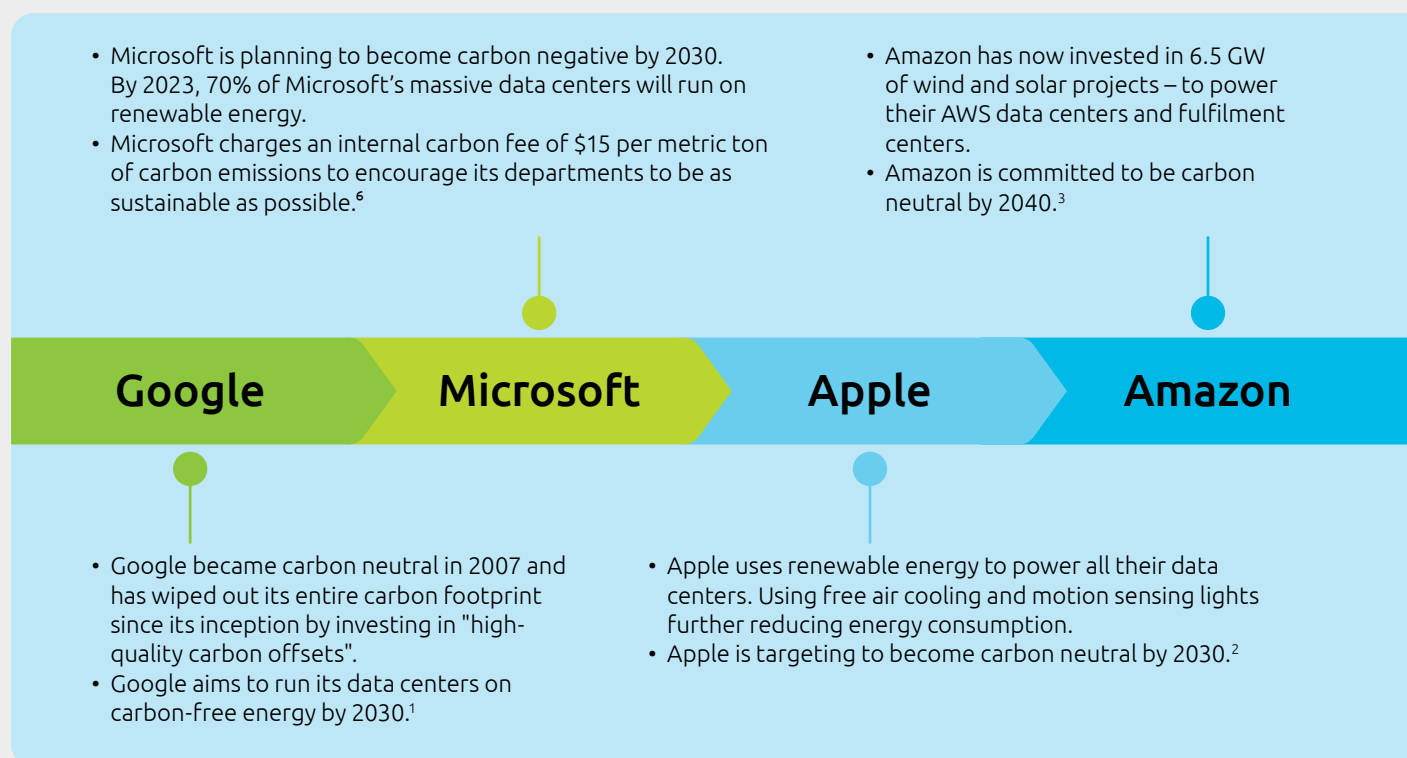 • Microsoft is planning to become carbon negative by 2030.
By 2023, 70% of Microsoft's massive data centers will run on
renewable energy.
• Microsoft charges an internal carbon fee of $15 per metric ton
of carbon emissions to encourage its departments to be as
sustainable as possible.⁶
• Amazon has now invested in 6.5 GW
of wind and solar projects – to power
their AWS data centers and fulfilment
centers.
• Amazon is committed to be carbon
neutral by 2040.³
Google
Microsoft
Apple
Amazon
• Google became carbon neutral in 2007 and
has wiped out its entire carbon footprint
since its inception by investing in "high-
quality carbon offsets".
• Google aims to run its data centers on
carbon-free energy by 2030.¹
• Apple uses renewable energy to power all their data
centers. Using free air cooling and motion sensing lights
further reducing energy consumption.
• Apple is targeting to become carbon neutral by 2030.²